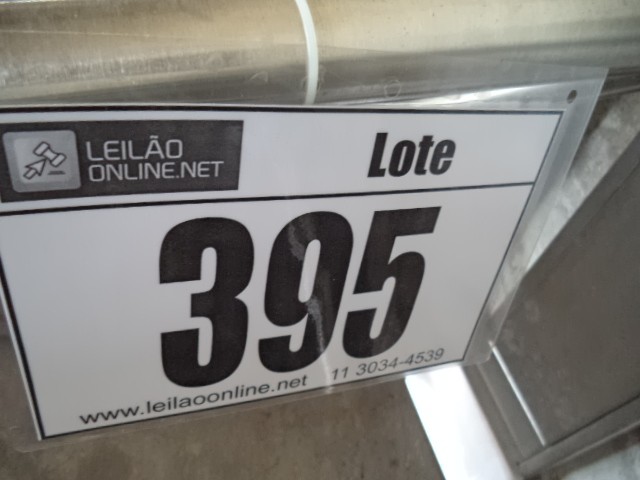 LEILÃO
ONLINE.NET
Lote
395
www.leilaoonline.net 11 3034-4539